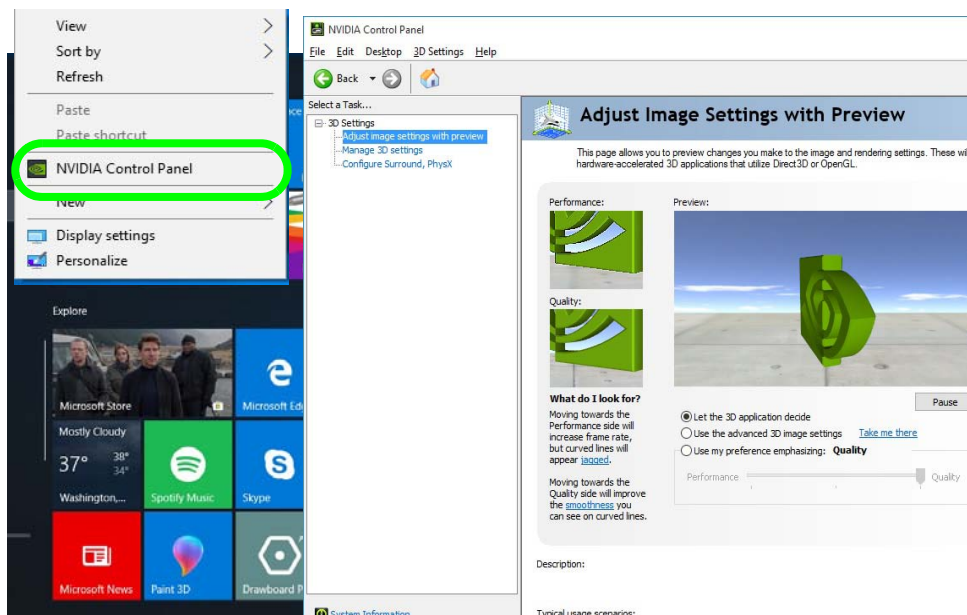 View
Sort by
Refresh
Paste
Paste shortcut
NVIDIA Control Panel
New
Display settings
Personalize
Explore
Microsoft Store
Microsoft
Mostly Cloudy
37° 38° 34°
Washington,...
Spotify Music
Skype
Microsoft News
Paint 3D
Drawboard
NVIDIA Control Panel
File Edit Desktop 3D Settings Help
Back
Select a Task...
3D Settings
Adjust image settings with preview
Manage 3D settings
Configure Surround, PhysX
System Information
Adjust Image Settings with Preview
This page allows you to preview changes you make to the image and rendering settings. These
hardware-accelerated 3D applications that utilize Direct3D or OpenGL.
Performance:
Preview:
Quality:
What do I look for?
Moving towards the
Performance side will
increase frame rate,
but curved lines will
appear jagged.
Moving towards the
Quality side will improve
the smoothness you
can see on curved lines.
Pause
Let the 3D application decide
Use the advanced 3D image settings Take me there
Use my preference emphasizing: Quality
Performance Quality
Description:
Typical usage scenarios: